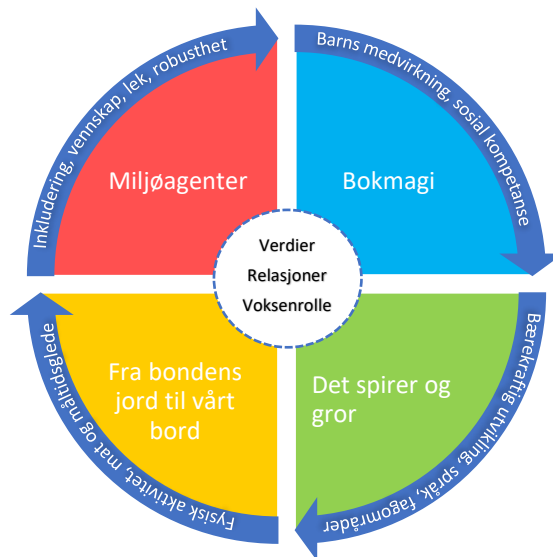 Inkludering, vennskap, lek, robusthet
Barns medvirkning, sosial kompetanse
Miljøagenter
Bokmagi
Verdier
Relasjoner
Voksenrolle
Fra bondens
jord til vårt
bord
Det spirer og
gror
Fysisk aktivitet, mat og måltidsglede
Bærekraftig utvikling, språk, fagområder